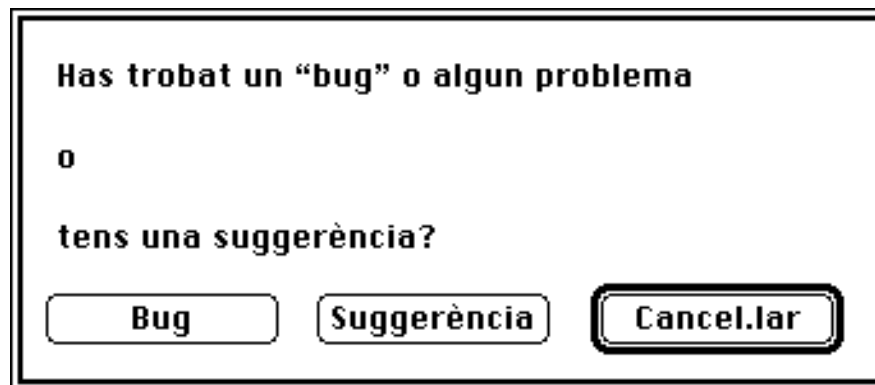 Has trobat un “bug” o algun problema
o
tens una suggerència?
Bug Suggerència Cancel.lar